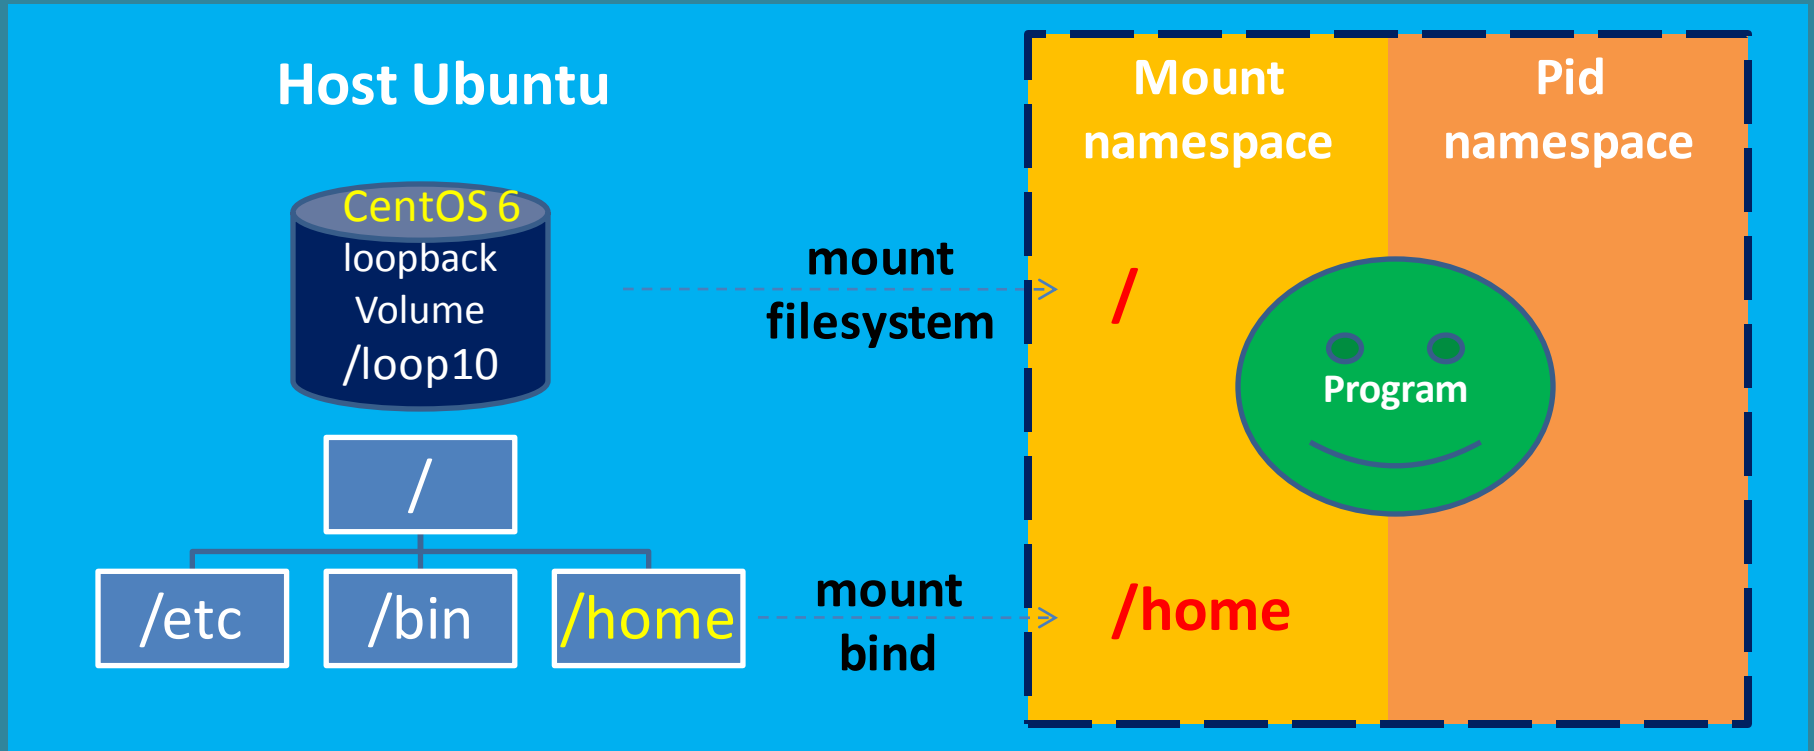 Host Ubuntu
CentOS 6
loopback
Volume
/loop10
/
/etc
/bin
/home
mount
filesystem
mount
bind
Mount
namespace
Pid
namespace
/
Program
/home